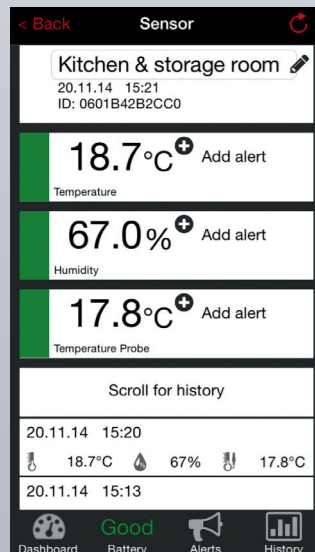 < Back Sensor
Kitchen & storage room
20.11.14 15:21
ID: 0601B42B2CC0
18.7°C Add alert
Temperature
67.0% Add alert
Humidity
17.8°C Add alert
Temperature Probe
Scroll for history
20.11.14 15:20
18.7°C 67% 17.8°C
20.11.14 15:13
Good
Dashboard Battery Alerts History